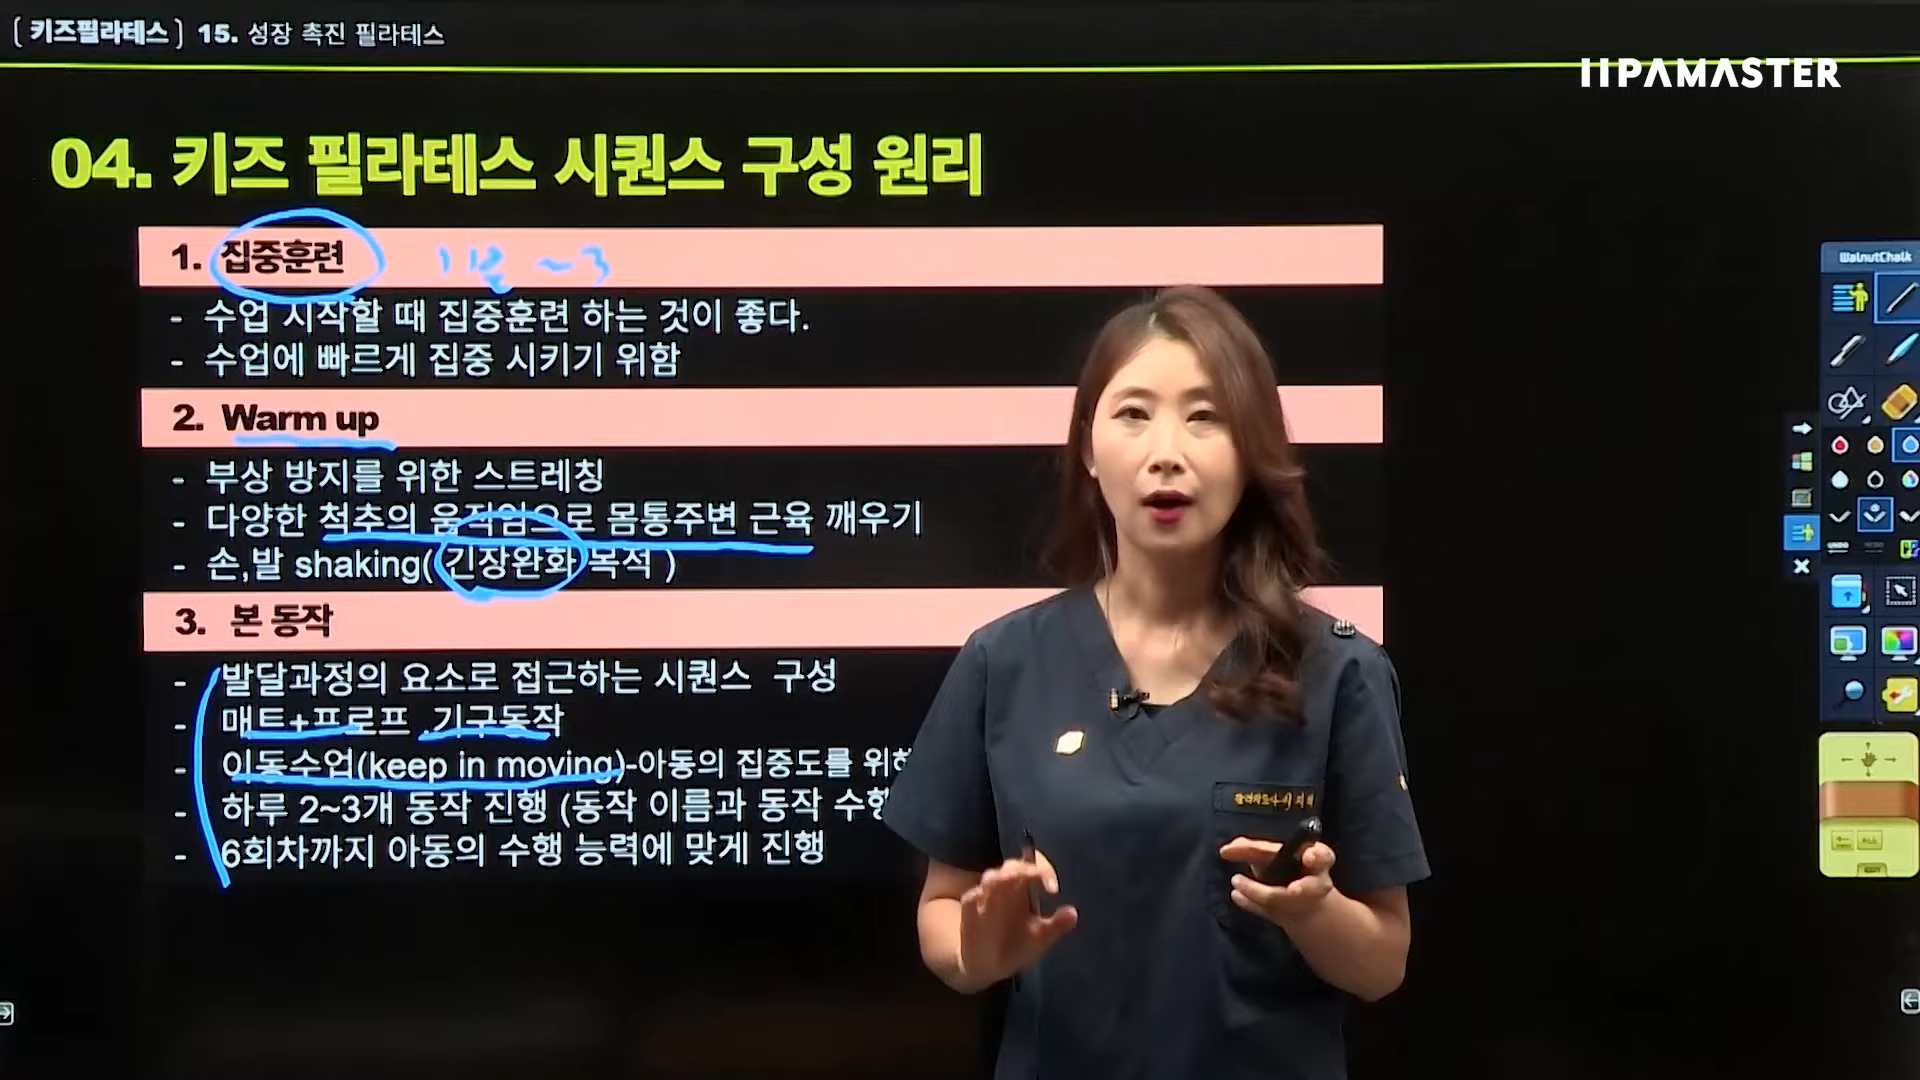 [키즈필라테스] 15. 성장 촉진 필라테스
IIPAMASTER
04. 키즈 필라테스 시퀀스 구성 원리
1. 집중훈련 1분 ~3
- 수업 시작할 때 집중훈련 하는 것이 좋다.
- 수업에 빠르게 집중 시키기 위함
2. Warm up
- 부상 방지를 위한 스트레칭
- 다양한 척추의 움직임으로 몸통주변 근육 깨우기
- 손,발 shaking( 긴장완화 목적 )
3. 본 동작
- 발달과정의 요소로 접근하는 시퀀스 구성
- 매트+프로프 .기구동작
- 이동수업(keep in moving)-아동의 집중도를
- 하루 2~3개 동작 진행 (동작 이름과 동작
- 6회차까지 아동의 수행 능력에 맞게 진행
WalnutChalk
UNDO
ALL